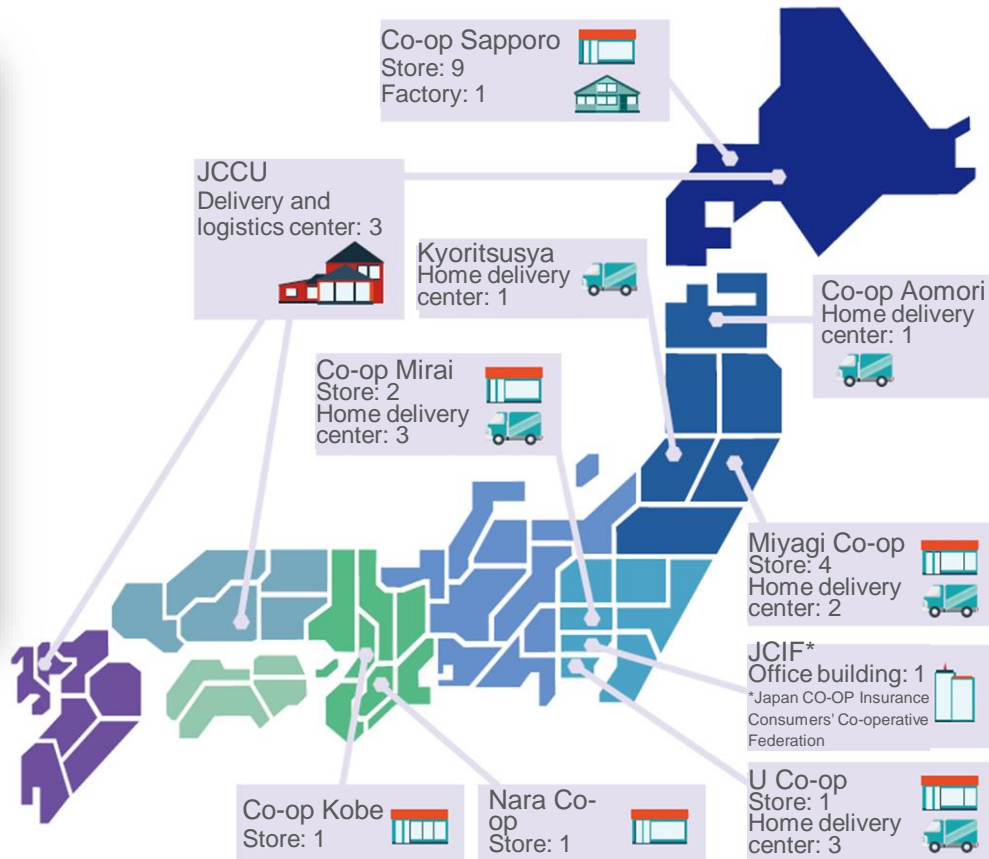 Co-op Sapporo
Store: 9
Factory: 1
JCCU
Delivery and
logistics center: 3
Kyoritsusya
Home delivery
center: 1
Co-op Aomori
Home delivery
center: 1
Co-op Mirai
Store: 2
Home delivery
center: 3
Miyagi Co-op
Store: 4
Home delivery
center: 2
JCIF*
Office building: 1
*Japan CO-OP Insurance
Consumers' Co-operative
Federation
U Co-op
Store: 1
Home delivery
center: 3
Co-op Kobe
Store: 1
Nara Co-
op
Store: 1